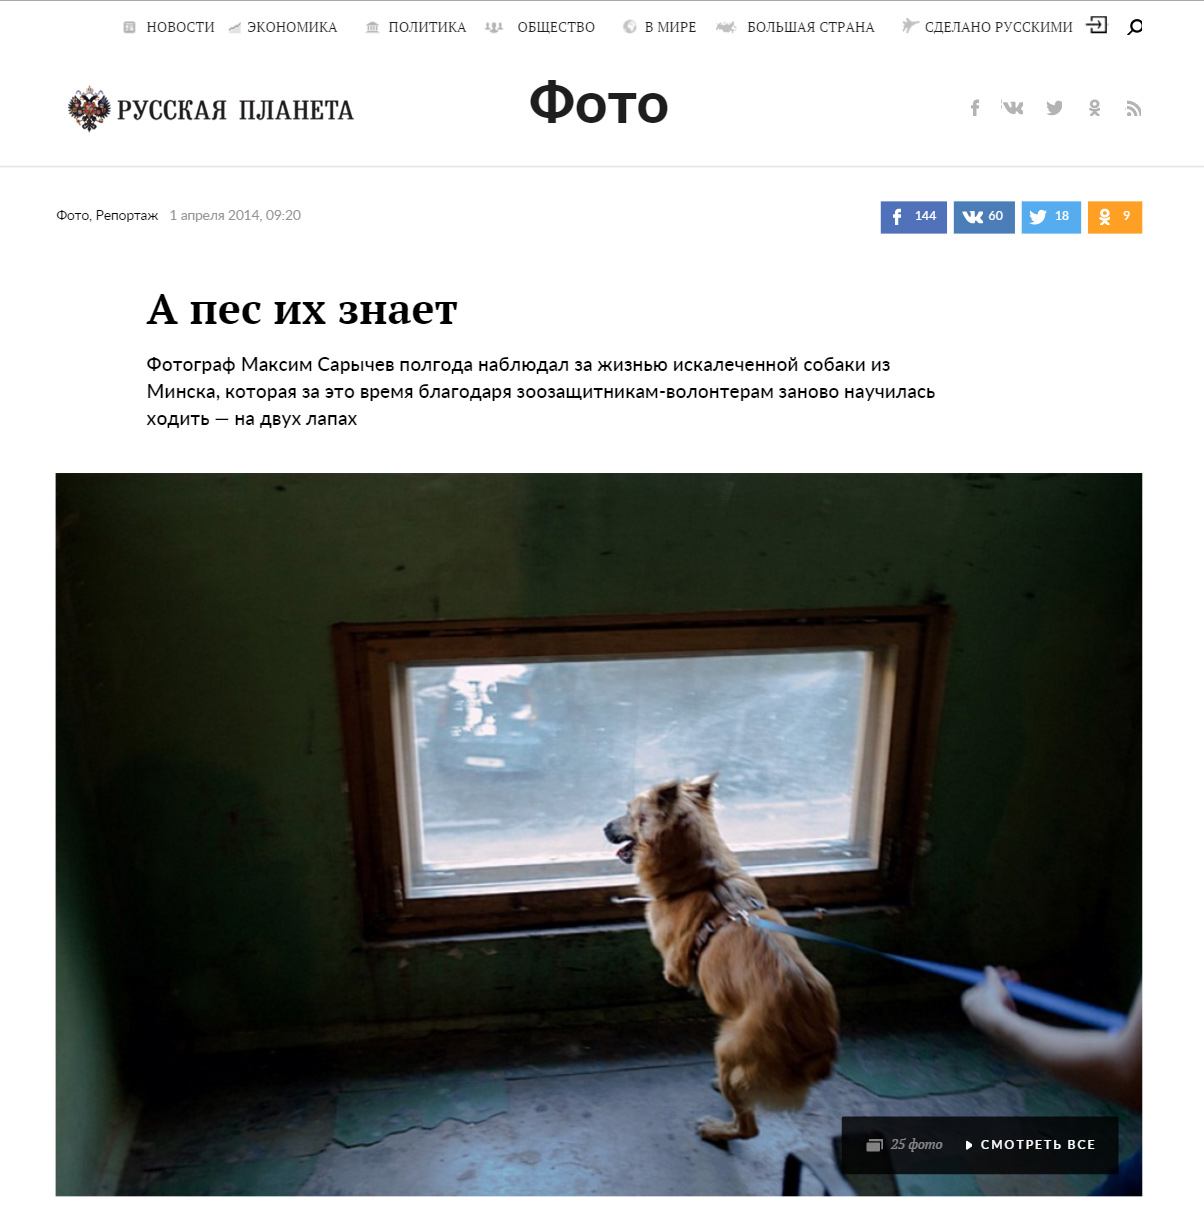 НОВОСТИ ЭКОНОМИКА ПОЛИТИКА ОБЩЕСТВО В МИРЕ БОЛЬШАЯ СТРАНА СДЕЛАНО РУССКИМИ
РУССКАЯ ПЛАНЕТА
Фото
Фото, Репортаж 1 апреля 2014, 09:20
144 60 18 9
А пес их знает
Фотограф Максим Сарычев полгода наблюдал за жизнью искалеченной собаки из
Минска, которая за это время благодаря зоозащитникам-волонтерам заново научилась
ходить — на двух лапах
25 фото СМОТРЕТЬ ВСЕ